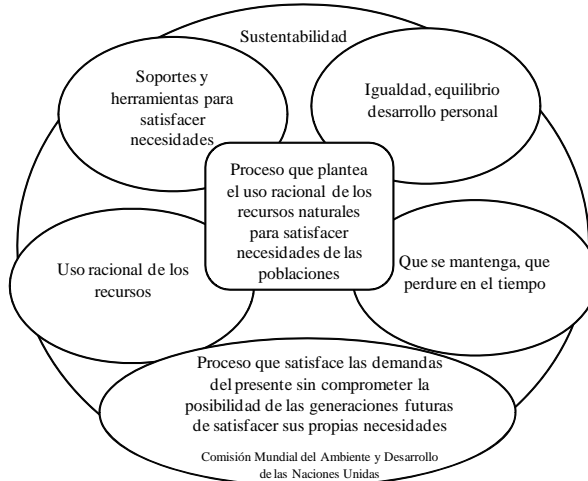 Sustentabilidad
Soportes y
herramientas para
satisfacer
necesidades
Igualdad, equilibrio
desarrollo personal
Proceso que plantea
el uso racional de los
recursos naturales
para satisfacer
necesidades de las
poblaciones
Uso racional de los
recursos
Que se mantenga, que
perdure en el tiempo
Proceso que satisface las demandas
del presente sin comprometer la
posibilidad de las generaciones futuras
de satisfacer sus propias necesidades
Comisión Mundial del Ambiente y Desarrollo
de las Naciones Unidas